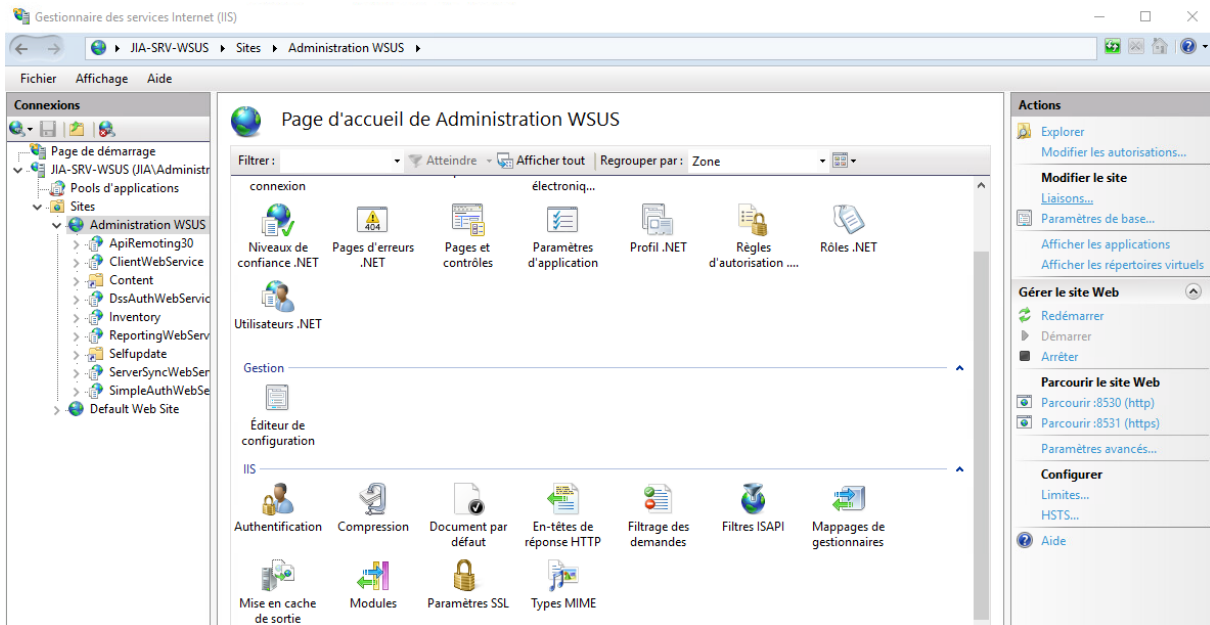 Gestionnaire des services Internet (IIS)
JIA-SRV-WSUS Sites Administration WSUS
Fichier Affichage Aide
Connexions
Page de démarrage
JIA-SRV-WSUS (JIA\Administr
Pools d'applications
Sites
Administration WSUS
ApiRemoting30
ClientWebService
Content
DssAuthWebServic
Inventory
ReportingWebServ
Selfupdate
ServerSyncWebSer
SimpleAuthWebSe
Default Web Site
Page d'accueil de Administration WSUS
Filtrer : Atteindre Afficher tout Regrouper par : Zone
connexion électroniq...
404
Niveaux de Pages d'erreurs Pages et Paramètres Profil .NET Règles Rôles .NET
confiance .NET .NET contrôles d'application d'autorisation ....
Utilisateurs .NET
Gestion
Éditeur de
configuration
IIS
Authentification Compression Document par En-têtes de Filtrage des Filtres ISAPI Mappages de
défaut réponse HTTP demandes gestionnaires
Mise en cache Modules Paramètres SSL Types MIME
de sortie
Actions
Explorer
Modifier les autorisations...
Modifier le site
Liaisons...
Paramètres de base...
Afficher les applications
Afficher les répertoires virtuels
Gérer le site Web
Redémarrer
Démarrer
Arrêter
Parcourir le site Web
Parcourir :8530 (http)
Parcourir :8531 (https)
Paramètres avancés...
Configurer
Limites...
HSTS...
Aide